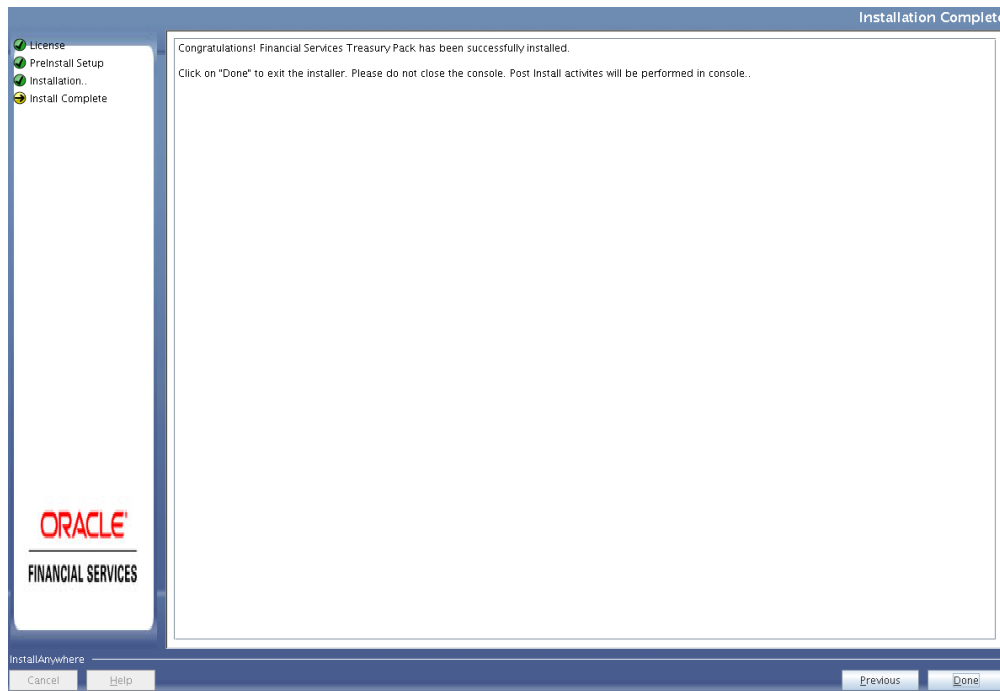 Installation Complete
License
PreInstall Setup
Installation..
Install Complete
Congratulations! Financial Services Treasury Pack has been successfully installed.
Click on "Done" to exit the installer. Please do not close the console. Post Install activites will be performed in console..
ORACLE
FINANCIAL SERVICES
InstallAnywhere
Cancel
Help
Previous
Done